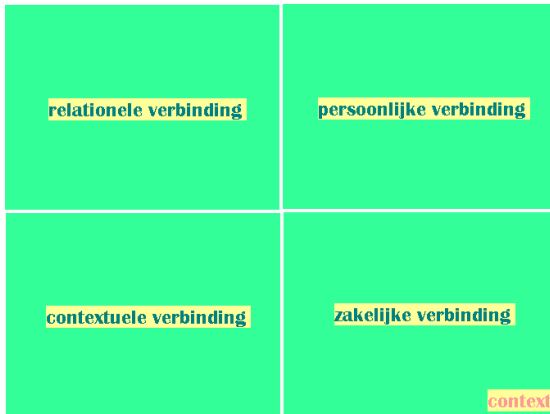 relationele verbinding
persoonlijke verbinding
contextuele verbinding
zakelijke verbinding
context